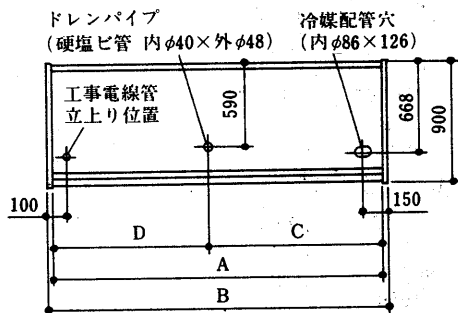 ドレンパイプ
(硬塩ビ管 内φ40×外φ48)
冷媒配管穴
(内φ86×126)
工事電線管
立上り位置
590
668
900
100
150
D
C
A
B